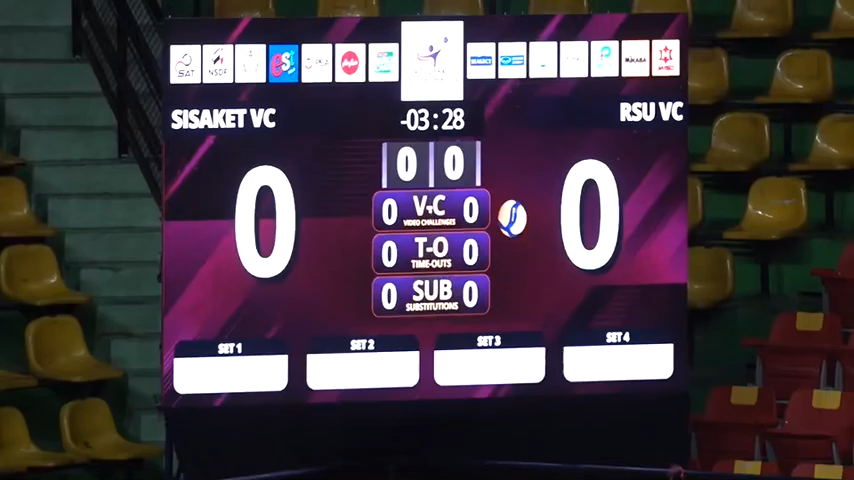 SAT
NSDF
est
MIKASA
SISAKET VC
-03:28
RSU VC
0
0
0
0
0
V-C
0
VIDEO CHALLENGES
0
T-O
0
TIME-OUTS
0
SUB
0
SUBSTITUTIONS
SET 1
SET 2
SET 3
SET 4